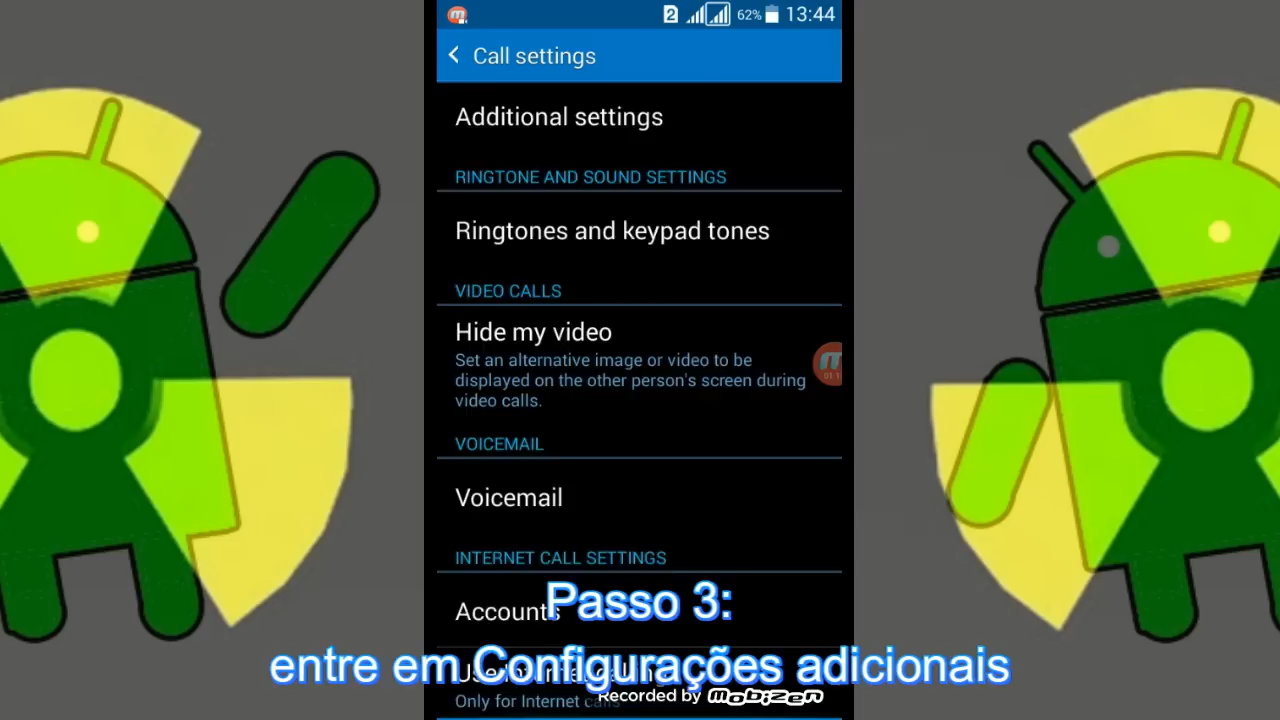 2 62% 13:44
Call settings
Additional settings
RINGTONE AND SOUND SETTINGS
Ringtones and keypad tones
VIDEO CALLS
Hide my video
Set an alternative image or video to be
displayed on the other person's screen during
video calls.
VOICEMAIL
Voicemail
INTERNET CALL SETTINGS
Accounts
Passo 3:
entre em Configurações adicionais
Only for Internet calls
Recorded by mobizen